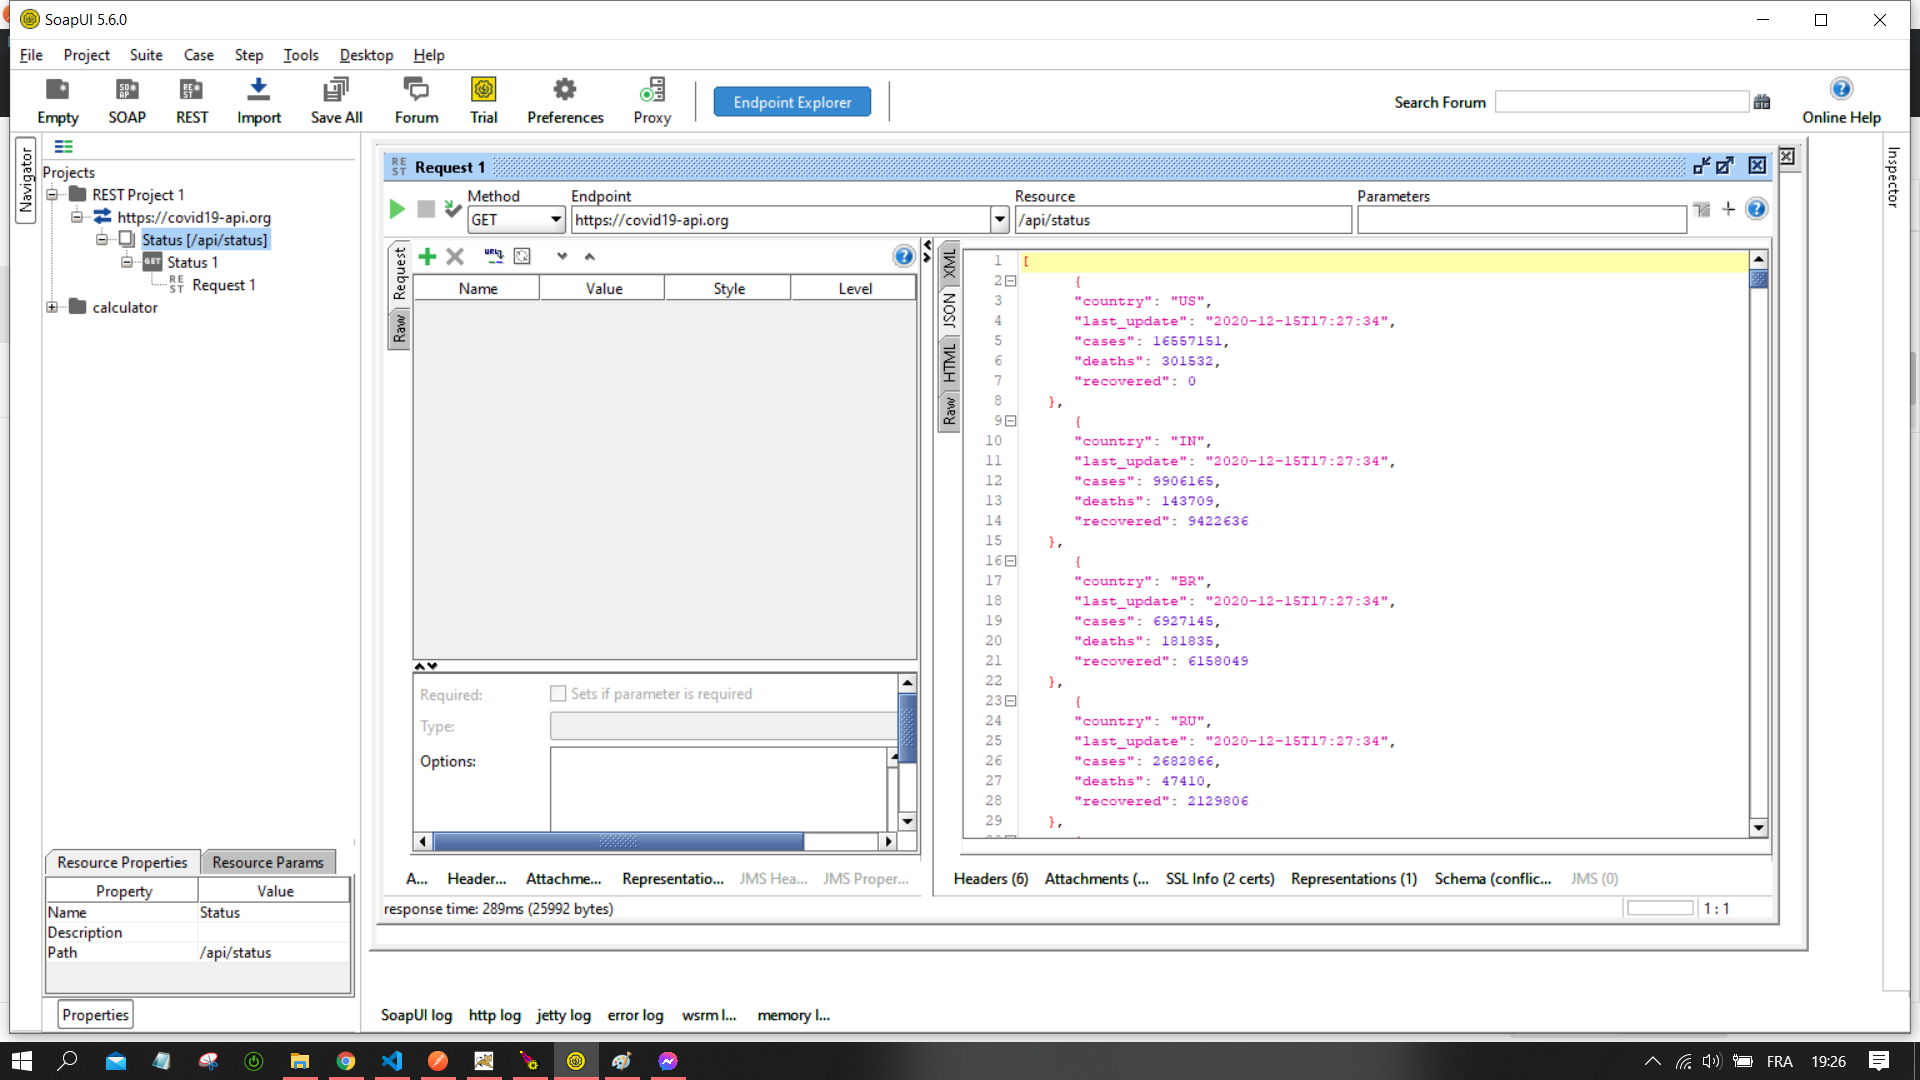 SoapUI 5.6.0
File Project Suite Case Step Tools Desktop Help
Empty SOAP REST Import Save All Forum Trial Preferences Proxy Endpoint Explorer Search Forum Online Help
Navigator
Projects
REST Project 1
https://covid19-api.org
Status [/api/status]
GET Status 1
REST Request 1
calculator
Resource Properties Resource Params
Property Value
Name Status
Description
Path /api/status
Properties
REST Request 1
Method Endpoint Resource Parameters
GET https://covid19-api.org /api/status
Request
Raw
Name Value Style Level
Required: Sets if parameter is required
Type:
Options:
A... Header... Attachme... Representatio... JMS Hea... JMS Proper...
XML
JSON
HTML
Raw
1 [
2 {
3 "country": "US",
4 "last_update": "2020-12-15T17:27:34",
5 "cases": 16557151,
6 "deaths": 301532,
7 "recovered": 0
8 },
9 {
10 "country": "IN",
11 "last_update": "2020-12-15T17:27:34",
12 "cases": 9906165,
13 "deaths": 143709,
14 "recovered": 9422636
15 },
16 {
17 "country": "BR",
18 "last_update": "2020-12-15T17:27:34",
19 "cases": 6927145,
20 "deaths": 181835,
21 "recovered": 6158049
22 },
23 {
24 "country": "RU",
25 "last_update": "2020-12-15T17:27:34",
26 "cases": 2682866,
27 "deaths": 47410,
28 "recovered": 2129806
29 },
Headers (6) Attachments (... SSL Info (2 certs) Representations (1) Schema (conflic... JMS (0)
response time: 289ms (25992 bytes) 1 : 1
Inspector
SoapUI log http log jetty log error log wsrm l... memory l...
FRA 19:26